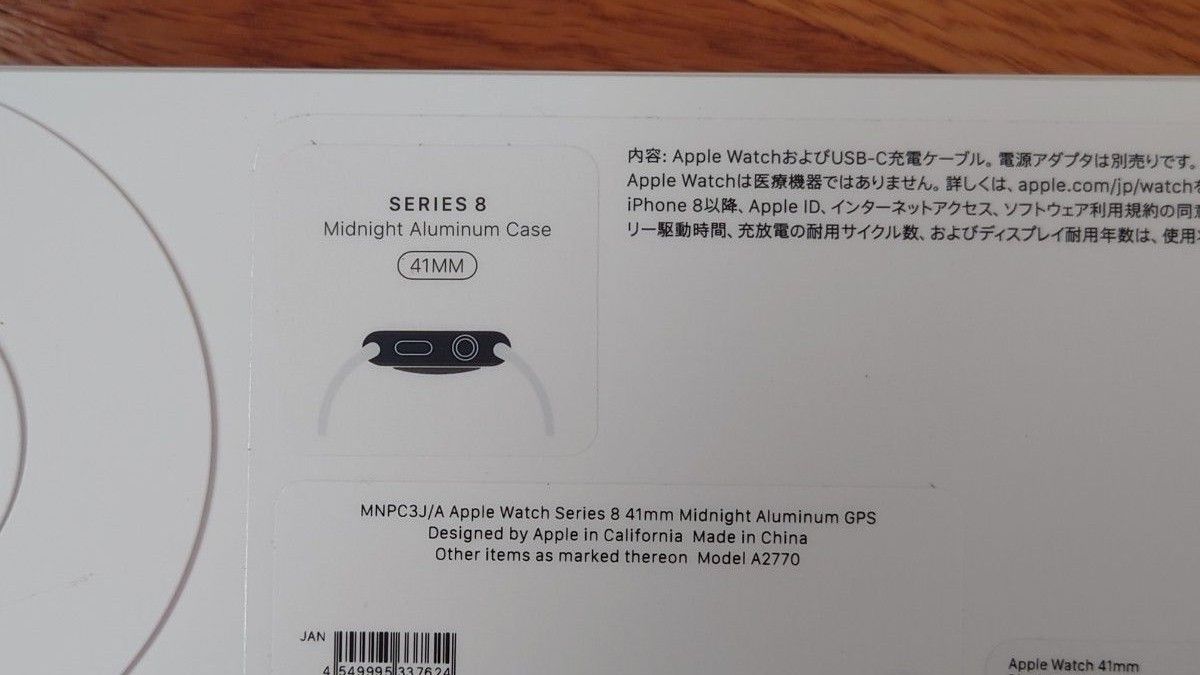 SERIES 8
Midnight Aluminum Case
41MM
内容: Apple WatchおよびUSB-C充電ケーブル。電源アダプタは別売りです。
Apple Watchは医療機器ではありません。詳しくは、apple.com/jp/watchを
iPhone 8以降、Apple ID、インターネットアクセス、ソフトウェア利用規約の同意
リー駆動時間、充放電の耐用サイクル数、およびディスプレイ耐用年数は、使用
MNPC3J/A Apple Watch Series 8 41mm Midnight Aluminum GPS
Designed by Apple in California Made in China
Other items as marked thereon Model A2770
JAN
4 549995 337624
Apple Watch 41mm